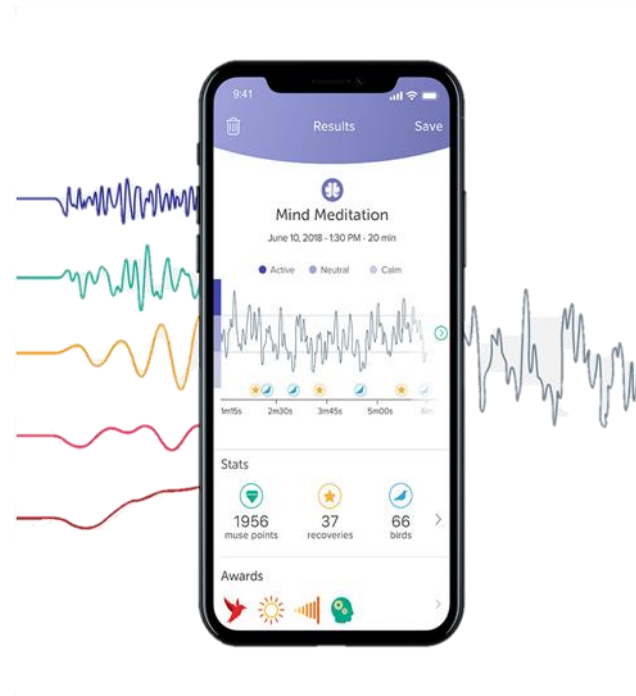 9:41
Results
Save
Mind Meditation
June 10, 2018 - 1:30 PM - 20 min
Active Neutral Calm
1m15s 2m30s 3m45s 5m00s 6m
Stats
1956 37 66
muse points recoveries birds
Awards